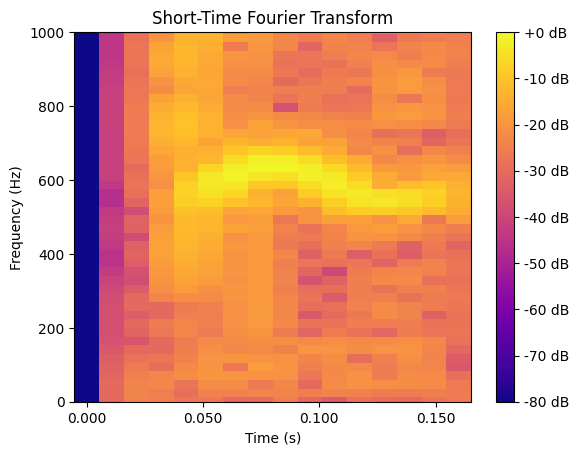 Short-Time Fourier Transform
Frequency (Hz)
1000
800
600
400
200
0
0.000
0.050
0.100
0.150
Time (s)
+0 dB
-10 dB
-20 dB
-30 dB
-40 dB
-50 dB
-60 dB
-70 dB
-80 dB